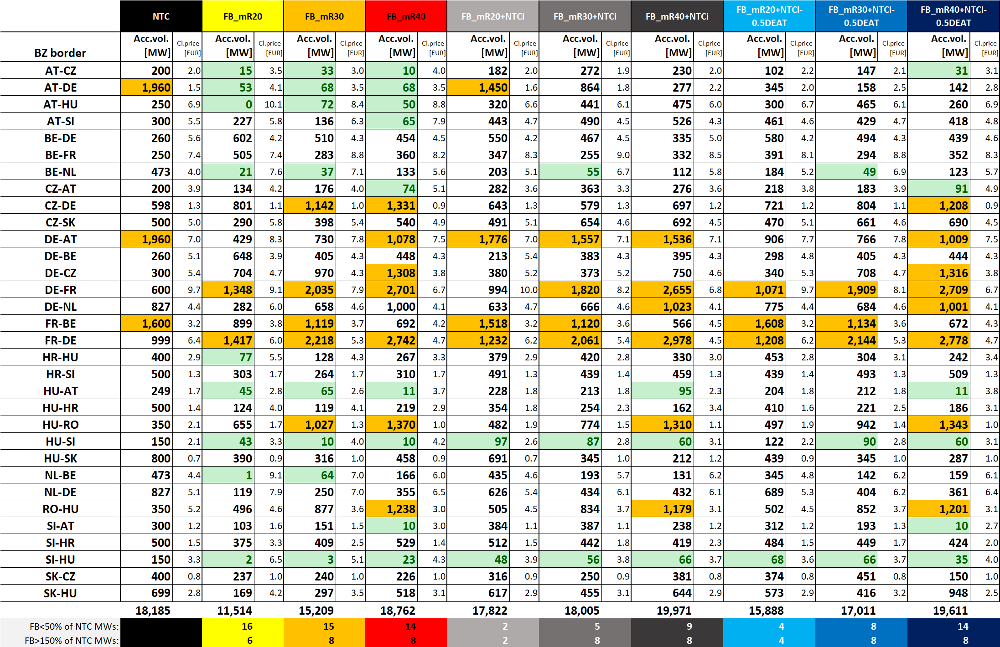 NTC FB_mR20 FB_mR30 FB_mR40 FB_mR20+NTCi FB_mR30+NTCi FB_mR40+NTCi FB_mR20+NTCi-0.5DEAT FB_mR30+NTCi-0.5DEAT FB_mR40+NTCi-0.5DEAT
BZ border Acc.vol. [MW] Cl.price [EUR] Acc.vol. [MW] Cl.price [EUR] Acc.vol. [MW] Cl.price [EUR] Acc.vol. [MW] Cl.price [EUR] Acc.vol. [MW] Cl.price [EUR] Acc.vol. [MW] Cl.price [EUR] Acc.vol. [MW] Cl.price [EUR] Acc.vol. [MW] Cl.price [EUR] Acc.vol. [MW] Cl.price [EUR] Acc.vol. [MW] Cl.price [EUR]
AT-CZ 200 2.0 15 3.5 33 3.0 10 4.0 182 2.0 272 1.9 230 2.0 102 2.2 147 2.1 31 3.1
AT-DE 1,960 1.5 53 4.1 68 3.5 68 3.5 1,450 1.6 864 1.8 277 2.2 345 2.0 158 2.5 142 2.8
AT-HU 250 6.9 0 10.1 72 8.4 50 8.8 320 6.6 441 6.1 475 6.0 300 6.7 465 6.1 260 6.9
AT-SI 300 5.5 227 5.8 136 6.3 65 7.9 443 4.7 490 4.5 526 4.3 461 4.6 429 4.7 418 4.8
BE-DE 260 5.6 602 4.2 510 4.3 454 4.5 550 4.2 467 4.5 335 5.0 580 4.2 494 4.3 439 4.6
BE-FR 250 7.4 505 7.4 283 8.8 360 8.2 347 8.3 255 9.0 332 8.5 391 8.1 294 8.8 352 8.3
BE-NL 473 4.0 21 7.6 37 7.1 133 5.6 203 5.1 55 6.7 112 5.8 184 5.2 49 6.9 123 5.7
CZ-AT 200 3.9 134 4.2 176 4.0 74 5.1 282 3.6 363 3.3 276 3.6 218 3.8 183 3.9 91 4.9
CZ-DE 598 1.3 801 1.1 1,142 1.0 1,331 0.9 643 1.3 579 1.3 697 1.2 721 1.2 804 1.1 1,208 0.9
CZ-SK 500 5.0 290 5.8 398 5.4 540 4.9 491 5.1 654 4.6 692 4.5 470 5.1 661 4.6 690 4.5
DE-AT 1,960 7.0 429 8.3 730 7.8 1,078 7.5 1,776 7.0 1,557 7.1 1,536 7.1 906 7.7 766 7.8 1,009 7.5
DE-BE 260 5.1 648 3.9 405 4.3 448 4.3 213 5.4 383 4.3 395 4.3 298 4.8 405 4.3 444 4.3
DE-CZ 300 5.4 704 4.7 970 4.3 1,308 3.8 380 5.2 373 5.2 750 4.6 340 5.3 708 4.7 1,316 3.8
DE-FR 600 9.7 1,348 9.1 2,035 7.9 2,701 6.7 994 10.0 1,820 8.2 2,655 6.8 1,071 9.7 1,909 8.1 2,709 6.7
DE-NL 827 4.4 282 6.0 658 4.6 1,000 4.1 633 4.7 666 4.6 1,023 4.1 775 4.4 684 4.6 1,001 4.1
FR-BE 1,600 3.2 899 3.8 1,119 3.7 692 4.2 1,518 3.2 1,120 3.6 566 4.5 1,608 3.2 1,134 3.6 672 4.3
FR-DE 999 6.4 1,417 6.0 2,218 5.3 2,742 4.7 1,232 6.2 2,061 5.4 2,978 4.5 1,208 6.2 2,144 5.3 2,778 4.7
HR-HU 400 2.9 77 5.5 128 4.3 267 3.3 379 2.9 420 2.8 330 3.0 453 2.8 304 3.1 242 3.4
HR-SI 500 1.3 303 1.7 264 1.7 310 1.7 491 1.3 439 1.4 459 1.3 439 1.4 493 1.3 509 1.3
HU-AT 249 1.7 45 2.8 65 2.6 11 3.7 228 1.8 213 1.8 95 2.3 204 1.8 212 1.8 11 3.8
HU-HR 500 1.4 124 4.0 119 4.1 219 2.9 354 1.8 254 2.3 162 3.4 410 1.6 221 2.5 186 3.1
HU-RO 350 2.1 655 1.7 1,027 1.3 1,370 1.0 482 1.9 774 1.5 1,310 1.1 497 1.9 942 1.4 1,343 1.0
HU-SI 150 2.1 43 3.3 10 4.0 10 4.2 97 2.6 87 2.8 60 3.1 122 2.2 90 2.8 60 3.1
HU-SK 800 0.7 390 0.9 316 1.0 458 0.9 691 0.7 345 1.0 212 1.2 439 0.9 345 1.0 287 1.0
NL-BE 473 4.4 1 9.1 64 7.0 166 6.0 435 4.6 193 5.7 131 6.2 345 4.8 142 6.2 159 6.1
NL-DE 827 5.1 119 7.9 250 7.0 355 6.5 626 5.4 434 6.1 432 6.1 689 5.3 404 6.2 361 6.4
RO-HU 350 5.2 496 4.6 877 3.6 1,238 3.0 505 4.5 834 3.7 1,179 3.1 502 4.5 852 3.7 1,201 3.1
SI-AT 300 1.2 103 1.6 151 1.5 10 3.0 384 1.1 387 1.1 238 1.2 312 1.2 193 1.3 10 2.7
SI-HR 500 1.5 375 3.3 409 2.5 529 1.4 512 1.5 442 1.8 419 2.3 484 1.5 449 1.7 424 2.0
SI-HU 150 3.3 2 6.5 3 5.1 23 4.3 48 3.9 56 3.8 66 3.7 68 3.6 66 3.7 35 4.0
SK-CZ 400 0.8 237 1.0 240 1.0 226 1.0 316 0.9 250 0.9 381 0.8 374 0.8 451 0.8 150 1.0
SK-HU 699 2.8 169 4.2 297 3.5 518 3.1 617 2.9 455 3.1 644 2.9 573 2.9 416 3.2 948 2.5
18,185 11,514 15,209 18,762 17,822 18,005 19,971 15,888 17,011 19,611
FB<50% of NTC MWs: 16 15 14 2 5 9 4 8 14
FB>150% of NTC MWs: 6 8 8 2 8 8 4 8 8